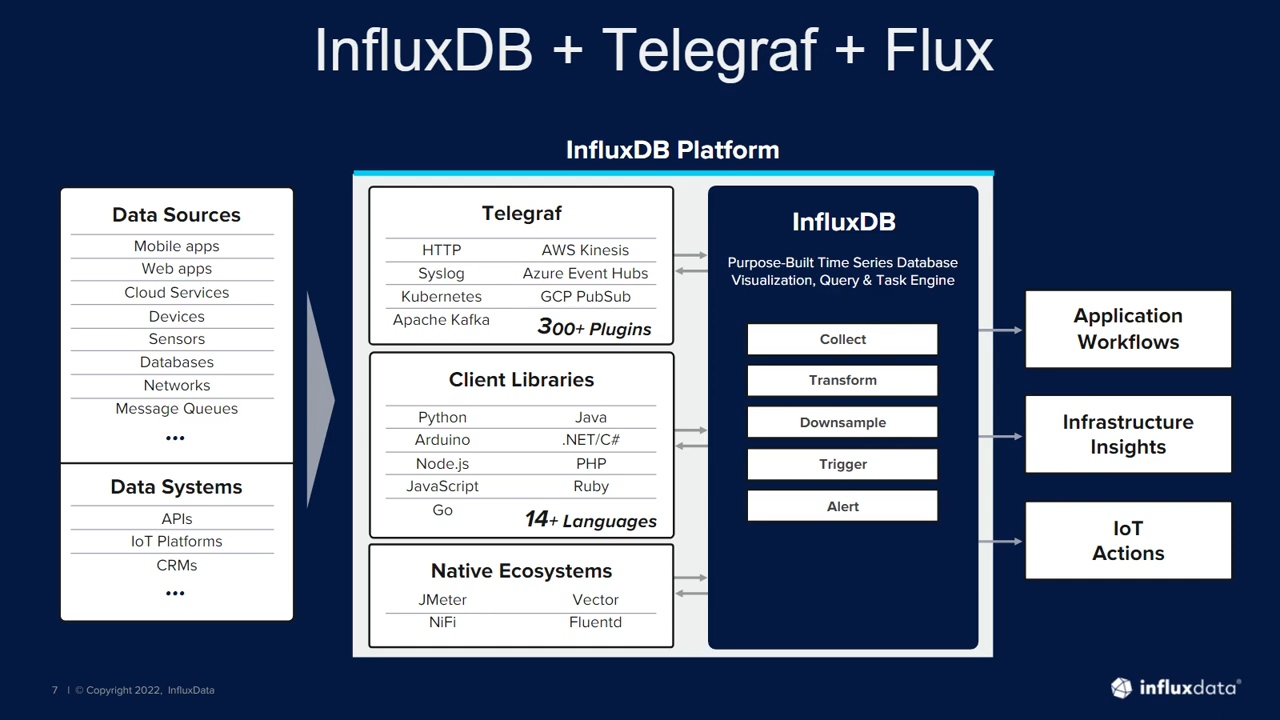 InfluxDB + Telegraf + Flux
InfluxDB Platform
Data Sources
Mobile apps
Web apps
Cloud Services
Devices
Sensors
Databases
Networks
Message Queues
...
Data Systems
APIs
IoT Platforms
CRMs
...
Telegraf
HTTP
AWS Kinesis
Syslog
Azure Event Hubs
Kubernetes
GCP PubSub
Apache Kafka
300+ Plugins
Client Libraries
Python
Java
Arduino
.NET/C#
Node.js
PHP
JavaScript
Ruby
Go
14+ Languages
Native Ecosystems
JMeter
Vector
NiFi
Fluentd
InfluxDB
Purpose-Built Time Series Database
Visualization, Query & Task Engine
Collect
Transform
Downsample
Trigger
Alert
Application
Workflows
Infrastructure
Insights
IoT
Actions
7 | © Copyright 2022, InfluxData
influxdata®